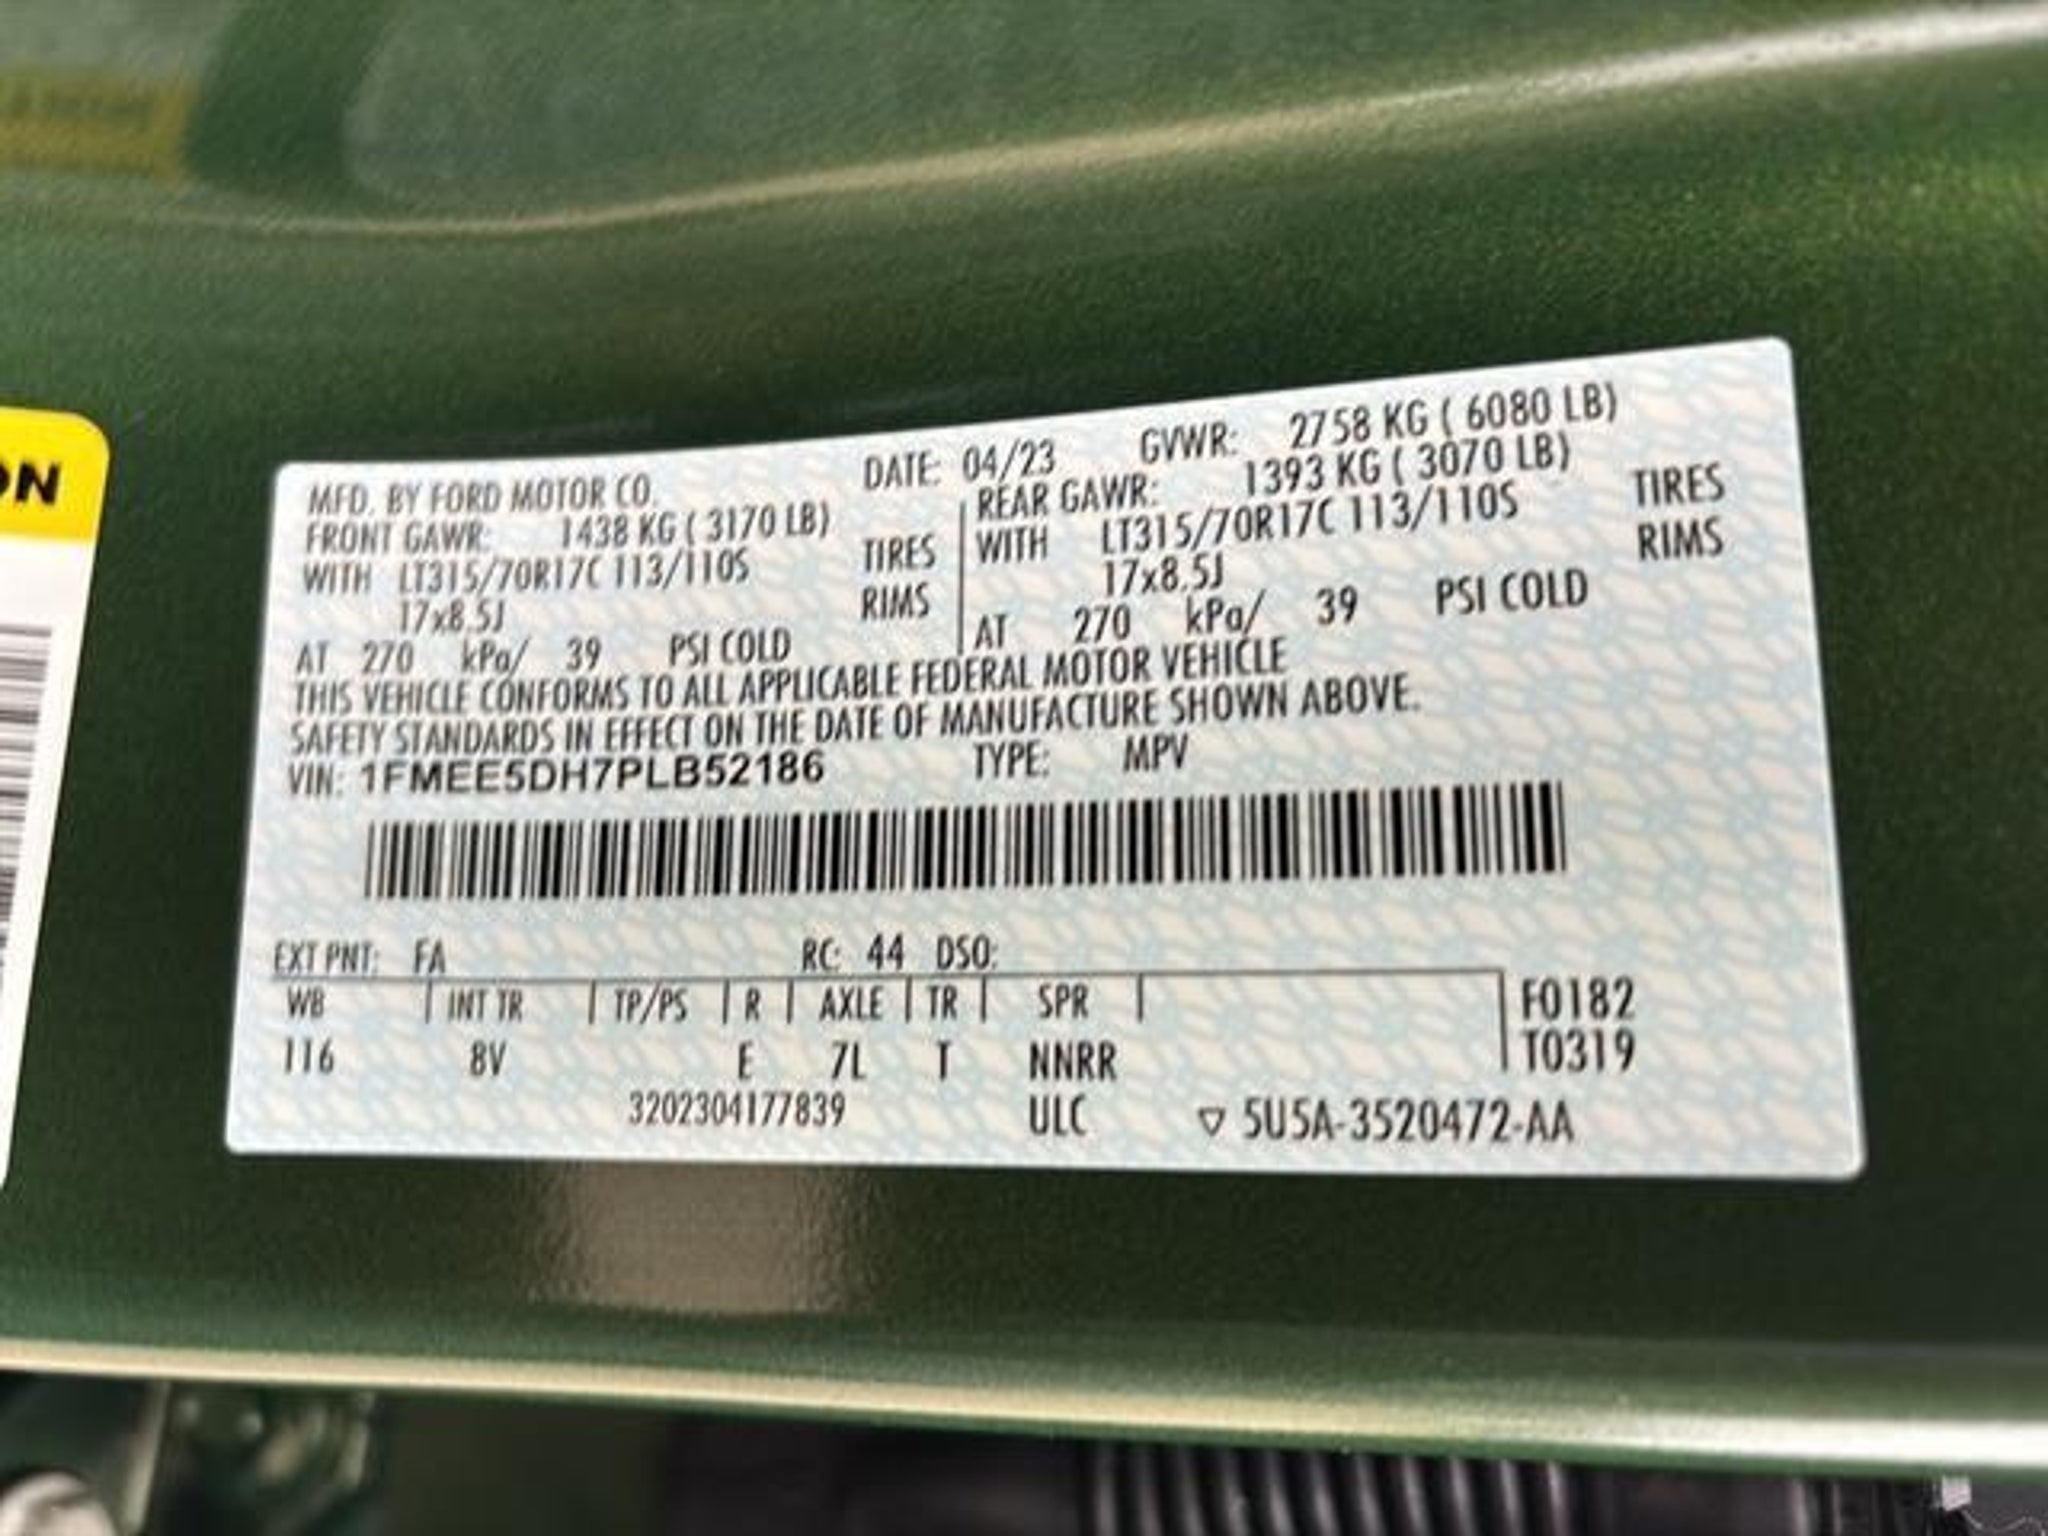 ON
MFD. BY FORD MOTOR CO. DATE: 04/23 GVWR: 2758 KG ( 6080 LB)
FRONT GAWR: 1438 KG ( 3170 LB) REAR GAWR: 1393 KG ( 3070 LB)
WITH LT315/70R17C 113/110S TIRES WITH LT315/70R17C 113/110S TIRES
17x8.5J RIMS 17x8.5J RIMS
AT 270 kPa/ 39 PSI COLD AT 270 kPa/ 39 PSI COLD
THIS VEHICLE CONFORMS TO ALL APPLICABLE FEDERAL MOTOR VEHICLE
SAFETY STANDARDS IN EFFECT ON THE DATE OF MANUFACTURE SHOWN ABOVE.
VIN: 1FMEE5DH7PLB52186 TYPE: MPV
EXT PNT: FA RC: 44 DSO:
WB INT TR TP/PS R AXLE TR SPR F0182
116 8V E 7L T NNRR T0319
3202304177839 ULC ▽ 5U5A-3520472-AA